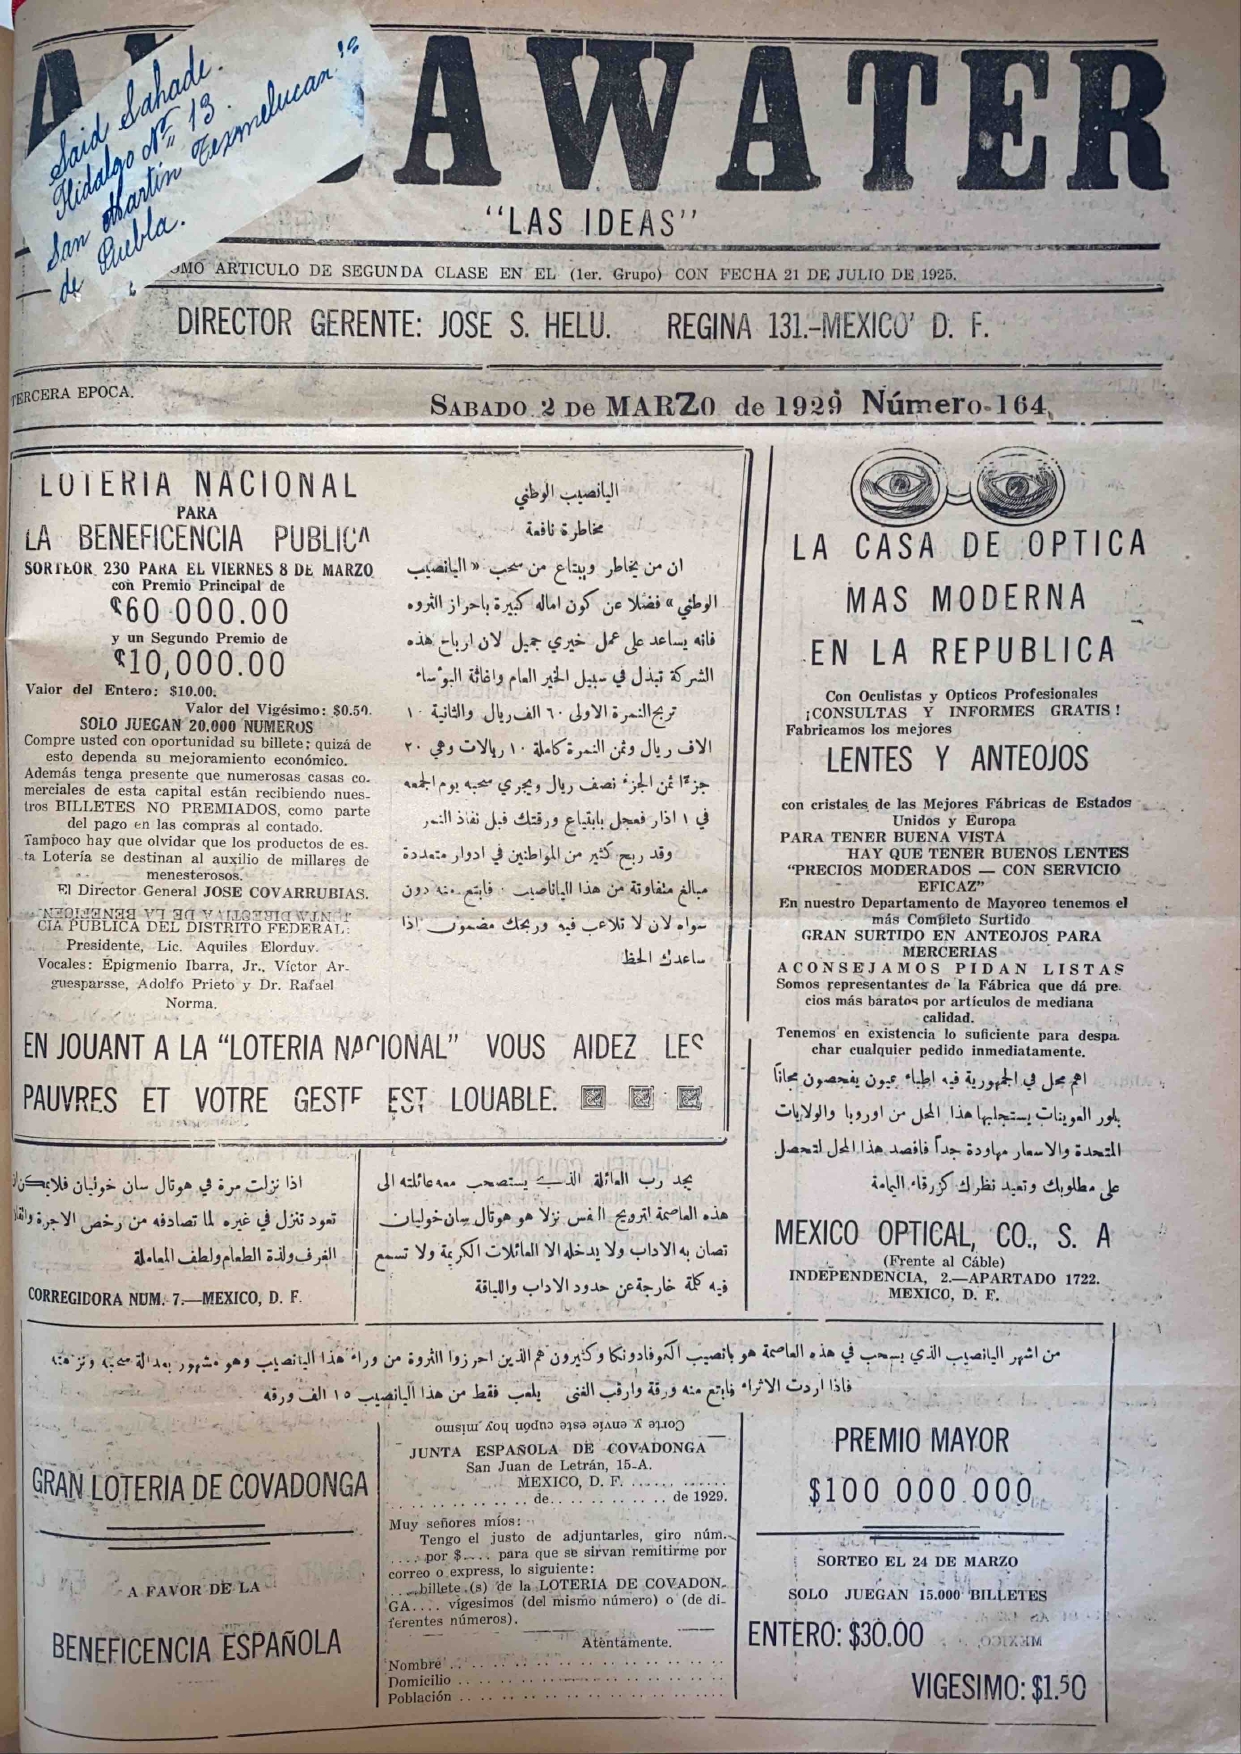 Said Sahade.
Hidalgo No 13.
San Martín Texmelucan
de Puebla.
AWATER
"LAS IDEAS"
ARTICULO DE SEGUNDA CLASE EN EL (1er. Grupo) CON FECHA 21 DE JULIO DE 1925.
DIRECTOR GERENTE: JOSE S. HELU. REGINA 131.-MEXICO' D. F.
TERCERA EPOCA.
SABADO 2 DE MARZO de 1929 Número-164
LOTERIA NACIONAL
PARA
LA BENEFICENCIA PUBLICA
SORTEOR 230 PARA EL VIERNES 8 DE MARZO
con Premio Principal de
$60 000.00
y un Segundo Premio de
$10,000.00
Valor del Entero: $10.00.
Valor del Vigésimo: $0.50.
SOLO JUEGAN 20.000 NUMEROS
Compre usted con oportunidad su billete; quizá de
esto dependa su mejoramiento económico.
Además tenga presente que numerosas casas co-
merciales de esta capital están recibiendo nues-
tros BILLETES NO PREMIADOS, como parte
del pago en las compras al contado.
Tampoco hay que olvidar que los productos de es-
ta Lotería se destinan al auxilio de millares de
menesterosos.
El Director General JOSE COVARRUBIAS.
JUNTA DIRECTIVA DE LA BENEFICEN-
CIA PUBLICA DEL DISTRITO FEDERAL:
Presidente, Lic. Aquiles Elorduy.
Vocales: Epigmenio Ibarra, Jr., Víctor Ar-
guesparsse, Adolfo Prieto y Dr. Rafael
Norma.
اليانصيب الوطني
مخاطرة نافعة
ان من يخاطر ويبتاع من سحب «اليانصيب
الوطني» فضلا عن كون اماله كبيرة باحراز الثروه
فانه يساعد على عمل خيري جميل لان ارباح هذه
الشركة تبذل في سبيل الخير العام واغاثة البؤساء
تربح النمرة الاولى ٦٠ الف ريال والثانية ١٠
الاف ريال وثمن النمرة كاملة ١٠ ريالات وهي ٢٠
جزءا ثمن الجزء نصف ريال ويجري سحبه يوم الجمعه
في ١ اذار فعجل بابتياع ورقتك قبل نفاذ النمر
وقد ربح كثير من المواطنين في ادوار متعددة
مبالغ متفاوتة من هذا اليانصيب ، فابتع منه دون
سواه لان لا تلاعب فيه وربحك مضمون اذا
ساعدك الحظ
EN JOUANT A LA "LOTERIA NACIONAL" VOUS AIDEZ LES
PAUVRES ET VOTRE GESTE EST LOUABLE.
LA CASA DE OPTICA
MAS MODERNA
EN LA REPUBLICA
Con Oculistas y Opticos Profesionales
¡CONSULTAS Y INFORMES GRATIS!
Fabricamos los mejores
LENTES Y ANTEOJOS
con cristales de las Mejores Fábricas de Estados
Unidos y Europa
PARA TENER BUENA VISTA
HAY QUE TENER BUENOS LENTES
"PRECIOS MODERADOS — CON SERVICIO
EFICAZ"
En nuestro Departamento de Mayoreo tenemos el
más Completo Surtido
GRAN SURTIDO EN ANTEOJOS PARA
MERCERIAS
ACONSEJAMOS PIDAN LISTAS
Somos representantes de la Fábrica que dá pre-
cios más baratos por artículos de mediana
calidad.
Tenemos en existencia lo suficiente para despa-
char cualquier pedido inmediatamente.
اهم محل في الجمهورية فيه اطباء عيون يفحصون مجاناً
بلور العوينات يستجلبها هذا المحل من اوروبا والولايات
المتحدة والاسعار مهاودة جداً فاقصد هذا المحل لتحصل
على مطلوبك وتعيد نظرك كزرقاء اليمامة
MEXICO OPTICAL, CO., S. A
(Frente al Cáble)
INDEPENDENCIA, 2.—APARTADO 1722.
MEXICO, D. F.
يجد رب العائلة الذي يستصحب معه عائلته الى
هذه العاصمة لترويح النفس نزلا هو هوتال سان خوليان
تصان به الاداب ولا يدخله الا العائلات الكريمة ولا تسمع
فيه كلمة خارجة عن حدود الاداب واللياقة
اذا نزلت مرة في هوتال سان خوليان فلا يمكن ان
تعود تنزل في غيره لما تصادفه من رخص الاجرة
الغرف ولذة الطعام ولطف المعاملة
CORREGIDORA NUM. 7.—MEXICO, D. F.
من اشهر اليانصيب الذي يسحب في هذه العاصمة هو يانصيب الكوفادونكا وكثيرون هم الذين احرزوا الثروة من وراء هذا اليانصيب وهو مشهور بعدالة سحبه ونزهته
فاذا اردت الاثراء فابتع منه ورقة وارقب الغنى يلعب فقط من هذا اليانصيب ١٥ الف ورقه
GRAN LOTERIA DE COVADONGA
A FAVOR DE LA
BENEFICENCIA ESPAÑOLA
Corte y envíe este cupón hoy mismo
JUNTA ESPAÑOLA DE COVADONGA
San Juan de Letrán, 15-A.
MEXICO, D. F. ............
.................... de.................. de 1929.
Muy señores míos:
Tengo el justo de adjuntarles, giro núm.
..... por $..... para que se sirvan remitirme por
correo o express, lo siguiente:
.....billete (s) de la LOTERIA DE COVADON-
GA.... vígesimos (del mismo número) o (de di-
ferentes números).
Atentamente.
Nombre ........................
Domicilio ........................
Población ........................
PREMIO MAYOR
$100 000 000
SORTEO EL 24 DE MARZO
SOLO JUEGAN 15.000 BILLETES
ENTERO: $30.00
VIGESIMO: $1.50